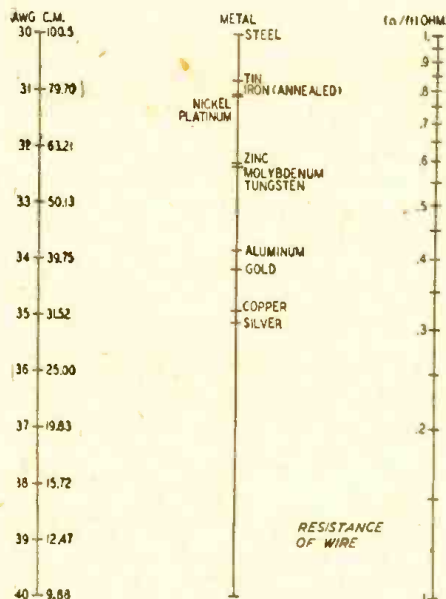 AWG C.M. METAL (Ω/ft) OHM
30 100.5 STEEL 1.
TIN .9
31 79.70 IRON (ANNEALED) .8
NICKEL
PLATINUM .7
32 63.21 ZINC .6
MOLYBDENUM
TUNGSTEN
33 50.13 .5
34 39.75 ALUMINUM .4
GOLD
COPPER
35 31.52 SILVER .3
36 25.00
37 19.83 .2
38 15.72
RESISTANCE
39 12.47 OF WIRE
40 9.88 .1